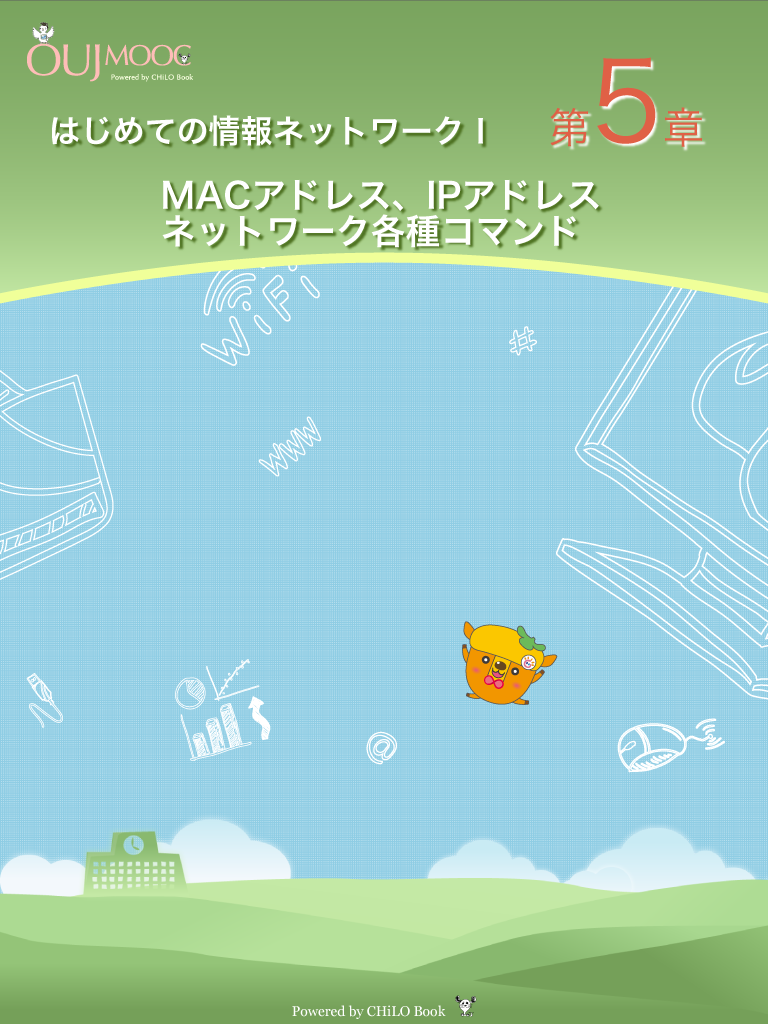 OUJ MOOC
Powered by CHiLO Book
はじめての情報ネットワークⅠ
第5章
MACアドレス、IPアドレス
ネットワーク各種コマンド
WiFi
#
www
@
Powered by CHiLO Book